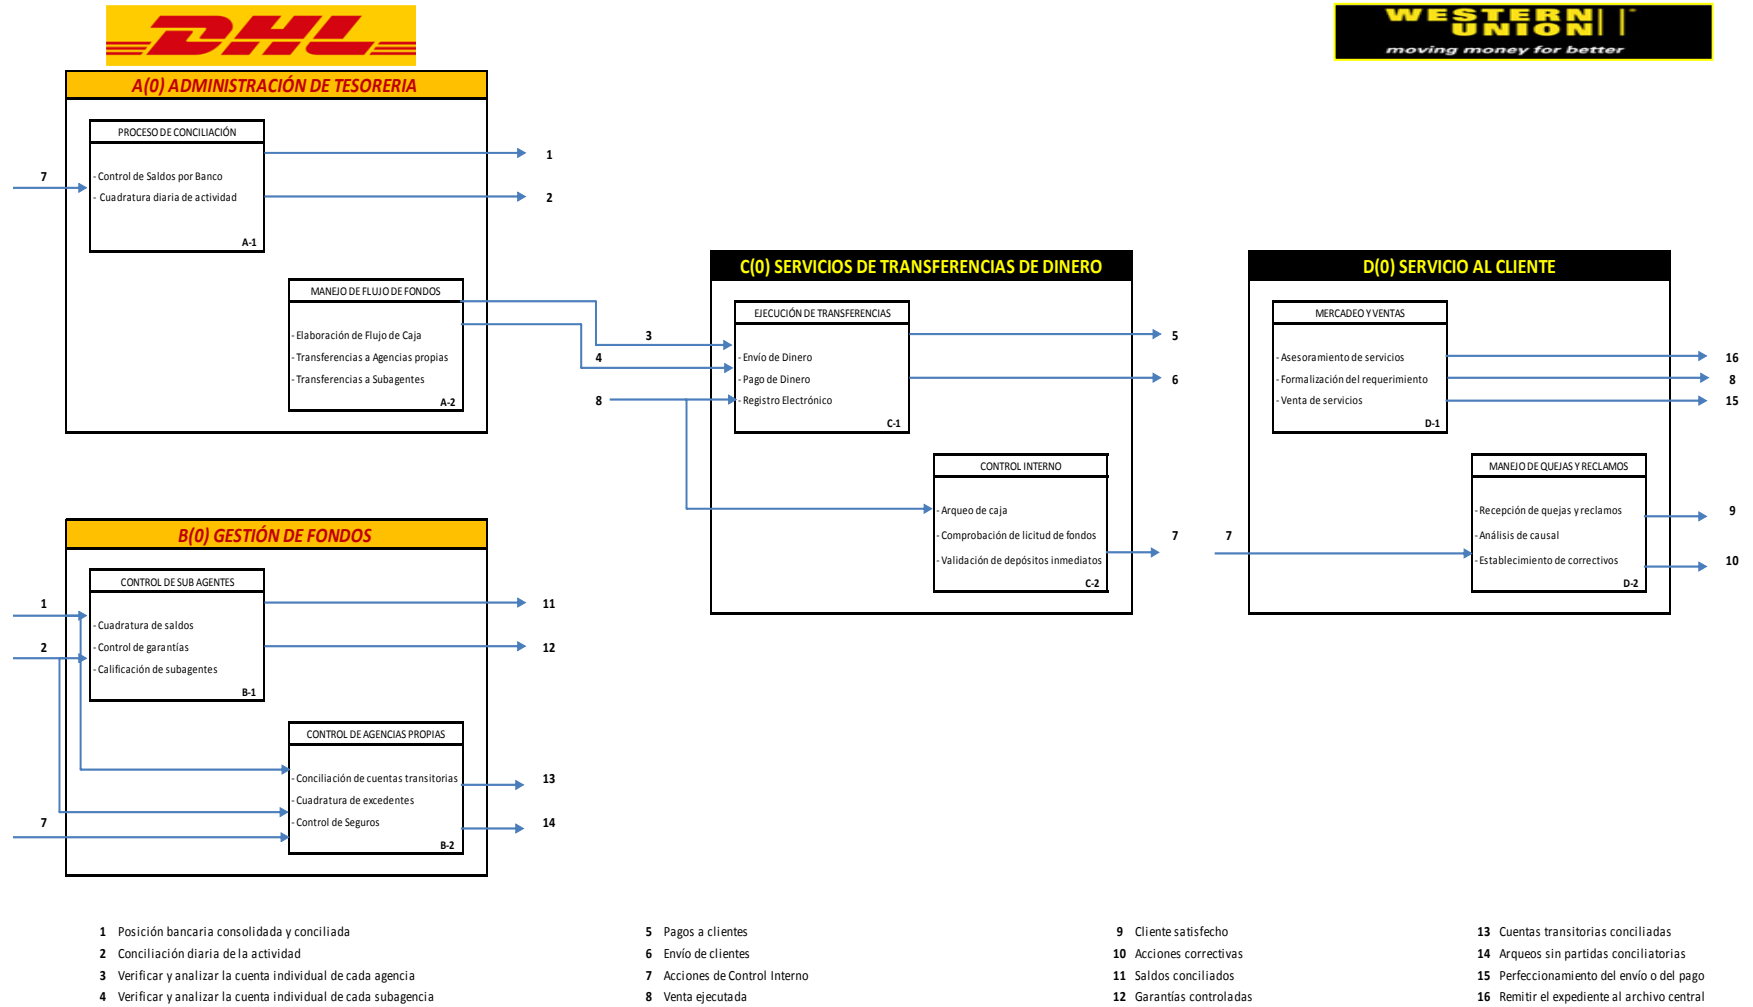 DHL
WESTERN
UNION
moving money for better
A(0) ADMINISTRACIÓN DE TESORERIA
PROCESO DE CONCILIACIÓN
1
7
- Control de Saldos por Banco
- Cuadratura diaria de actividad
2
A-1
MANEJO DE FLUJO DE FONDOS
- Elaboración de Flujo de Caja
- Transferencias a Agencias propias
- Transferencias a Subagentes
A-2
3
4
8
C(0) SERVICIOS DE TRANSFERENCIAS DE DINERO
EJECUCIÓN DE TRANSFERENCIAS
- Envío de Dinero
- Pago de Dinero
- Registro Electrónico
C-1
5
6
CONTROL INTERNO
- Arqueo de caja
- Comprobación de licitud de fondos
- Validación de depósitos inmediatos
C-2
7
D(0) SERVICIO AL CLIENTE
MERCADEO Y VENTAS
- Asesoramiento de servicios
- Formalización del requerimiento
- Venta de servicios
D-1
16
8
15
MANEJO DE QUEJAS Y RECLAMOS
- Recepción de quejas y reclamos
- Análisis de causal
- Establecimiento de correctivos
D-2
7
9
10
B(0) GESTIÓN DE FONDOS
CONTROL DE SUB AGENTES
1
2
- Cuadratura de saldos
- Control de garantías
- Calificación de subagentes
B-1
11
12
CONTROL DE AGENCIAS PROPIAS
- Conciliación de cuentas transitorias
- Cuadratura de excedentes
- Control de Seguros
B-2
7
13
14
1 Posición bancaria consolidada y conciliada
2 Conciliación diaria de la actividad
3 Verificar y analizar la cuenta individual de cada agencia
4 Verificar y analizar la cuenta individual de cada subagencia
5 Pagos a clientes
6 Envío de clientes
7 Acciones de Control Interno
8 Venta ejecutada
9 Cliente satisfecho
10 Acciones correctivas
11 Saldos conciliados
12 Garantías controladas
13 Cuentas transitorias conciliadas
14 Arqueos sin partidas conciliatorias
15 Perfeccionamiento del envío o del pago
16 Remitir el expediente al archivo central